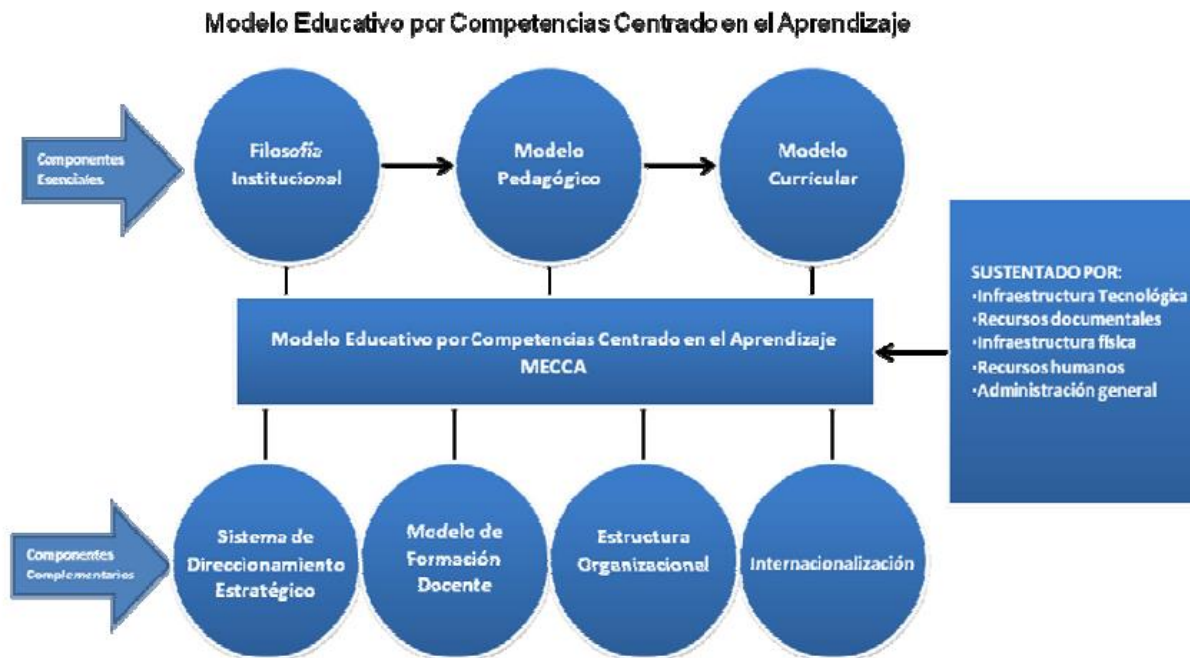 Modelo Educativo por Competencias Centrado en el Aprendizaje
Componentes
Esenciales
Filosofía
Institucional
Modelo
Pedagógico
Modelo
Curricular
SUSTENTADO POR:
•Infraestructura Tecnológica
•Recursos documentales
•Infraestructura física
•Recursos humanos
•Administración general
Modelo Educativo por Competencias Centrado en el Aprendizaje
MECCA
Componentes
Complementarios
Sistema de
Direccionamiento
Estratégico
Modelo de
Formación
Docente
Estructura
Organizacional
Internacionalización